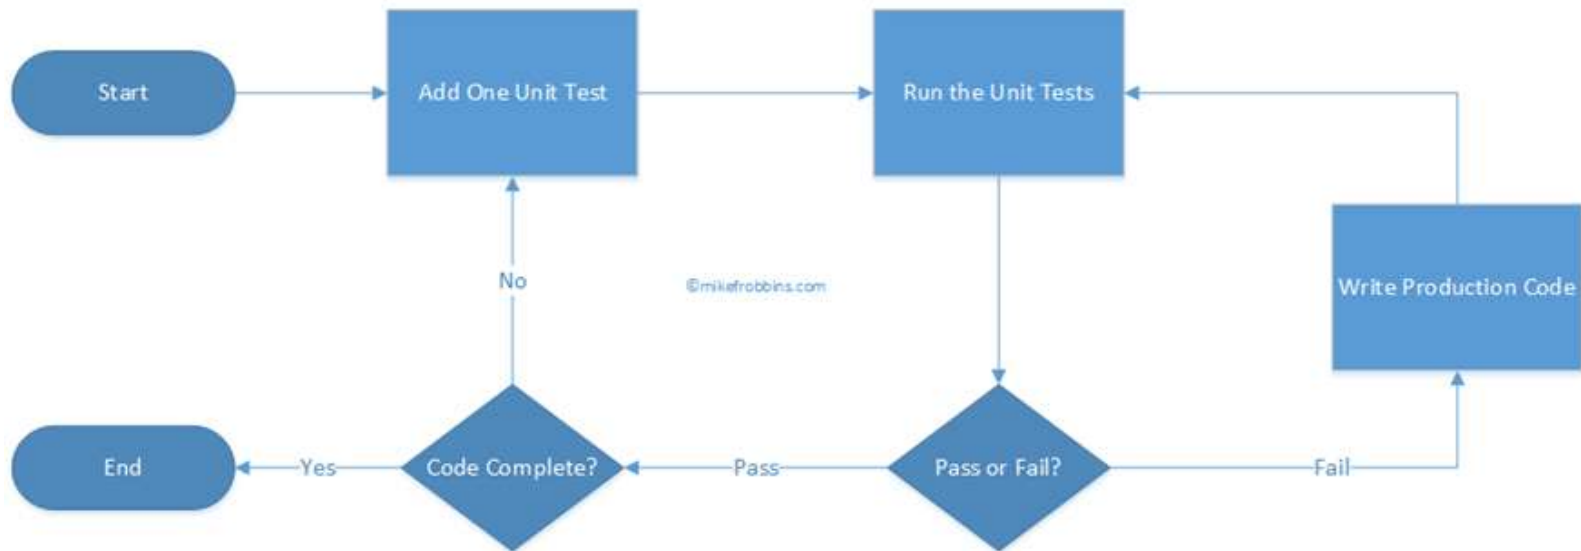 Start
Add One Unit Test
Run the Unit Tests
No
©mikefrobbins.com
Write Production Code
End
Yes
Code Complete?
Pass
Pass or Fail?
Fail